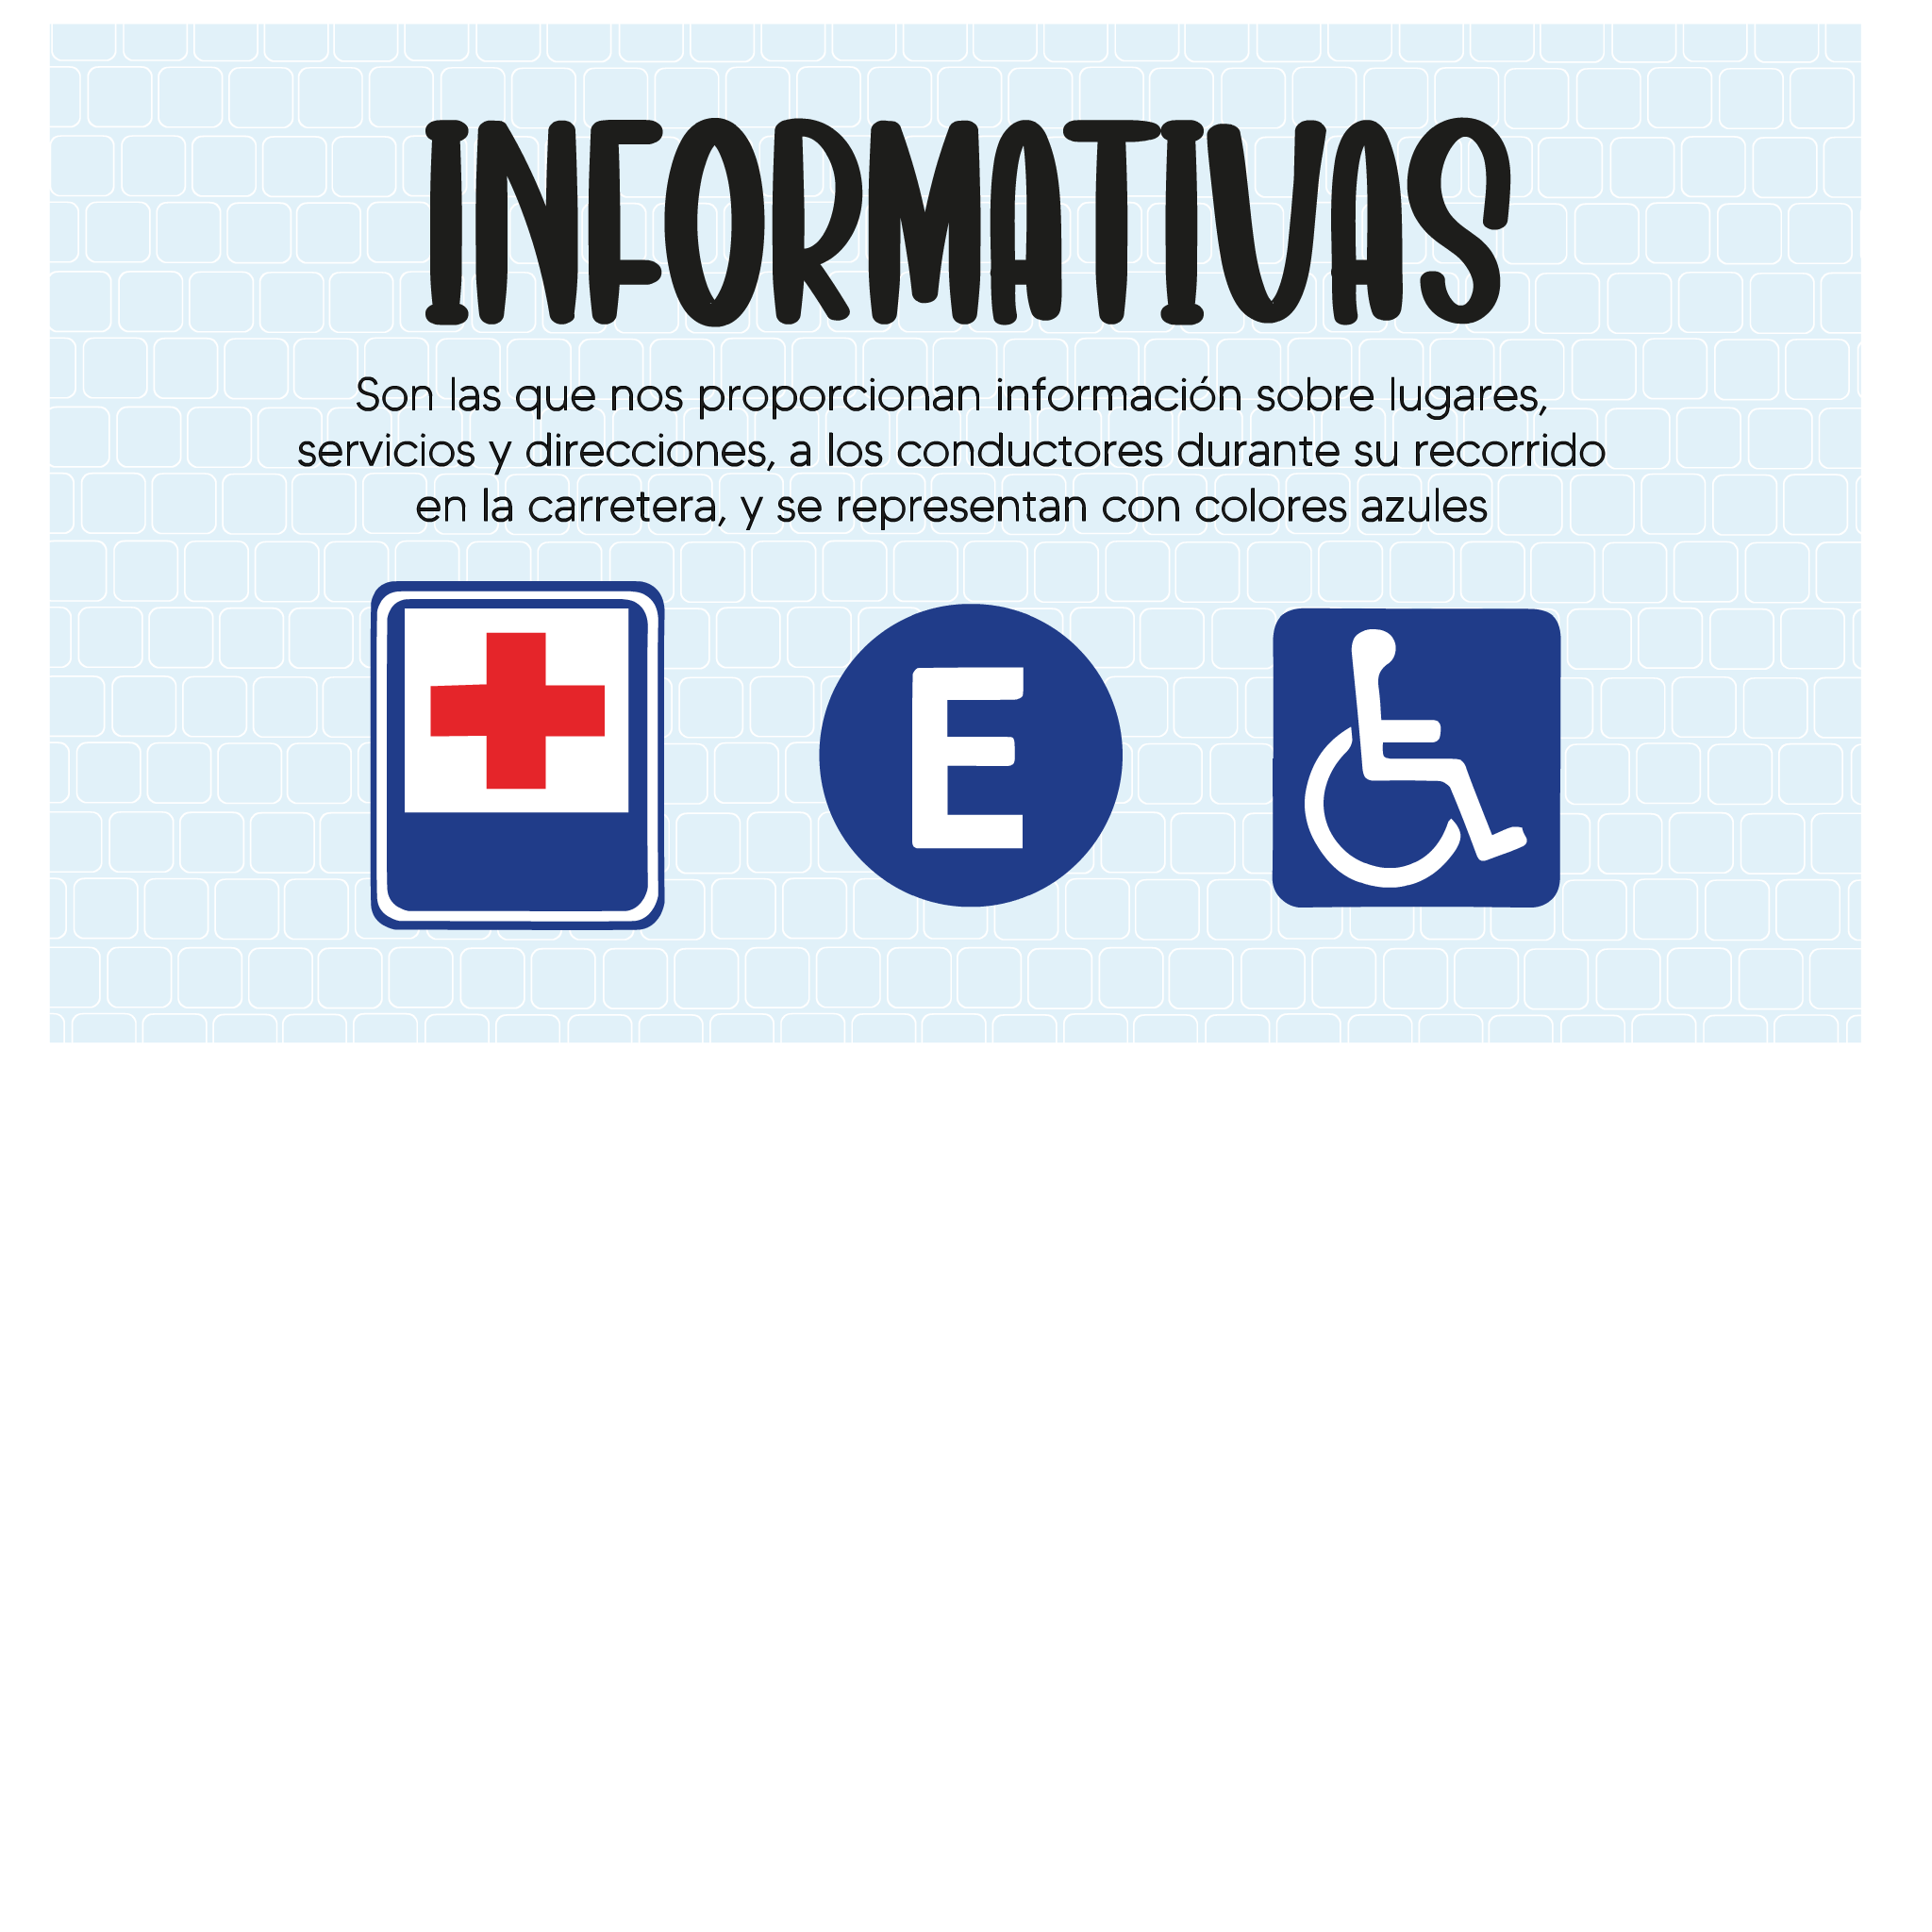 INFORMATIVAS
Son las que nos proporcionan información sobre lugares,
servicios y direcciones, a los conductores durante su recorrido
en la carretera, y se representan con colores azules
E